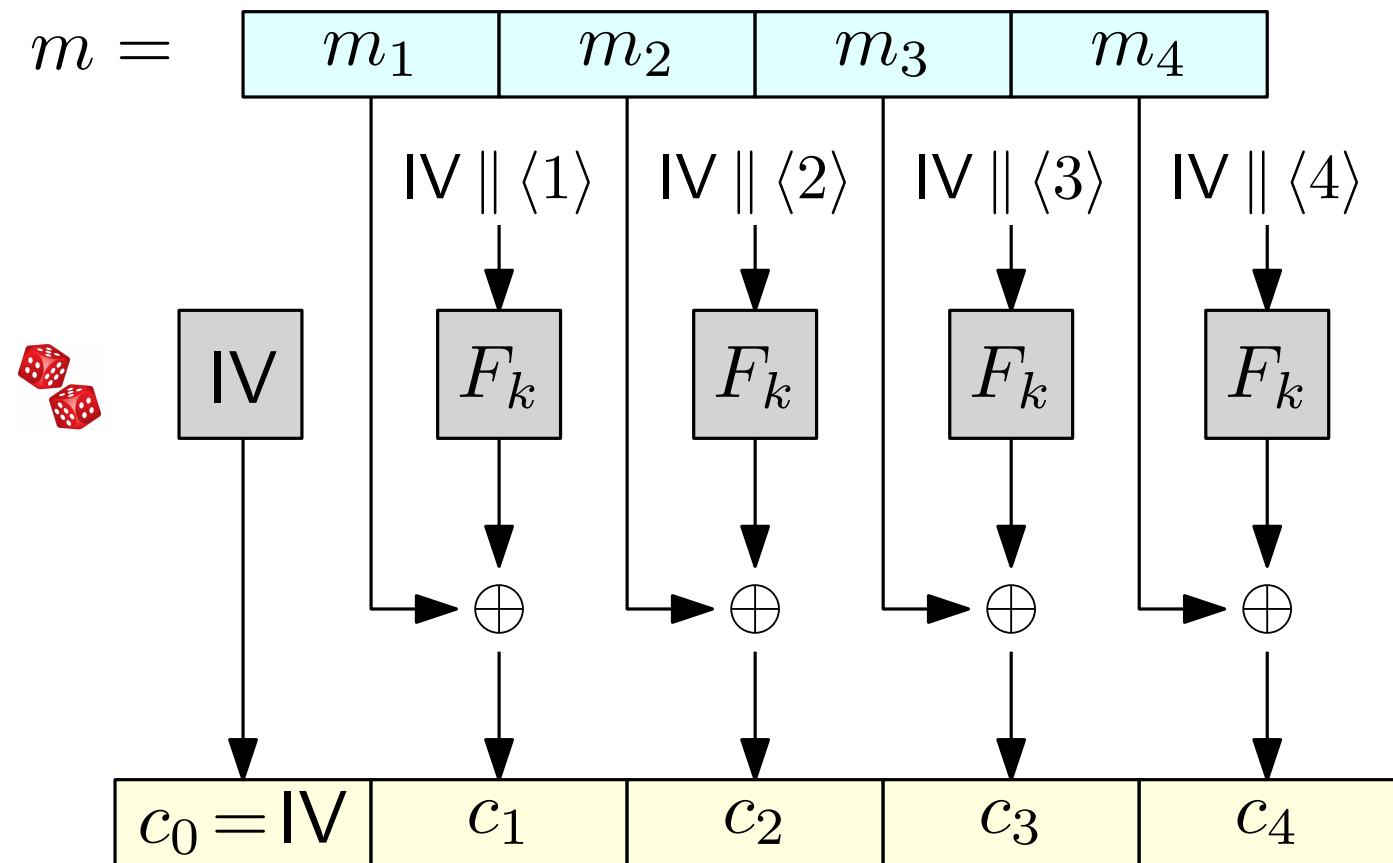 m = m₁ m₂ m₃ m₄
IV ∥ ⟨1⟩ IV ∥ ⟨2⟩ IV ∥ ⟨3⟩ IV ∥ ⟨4⟩
IV Fₖ Fₖ Fₖ Fₖ
c₀ = IV c₁ c₂ c₃ c₄